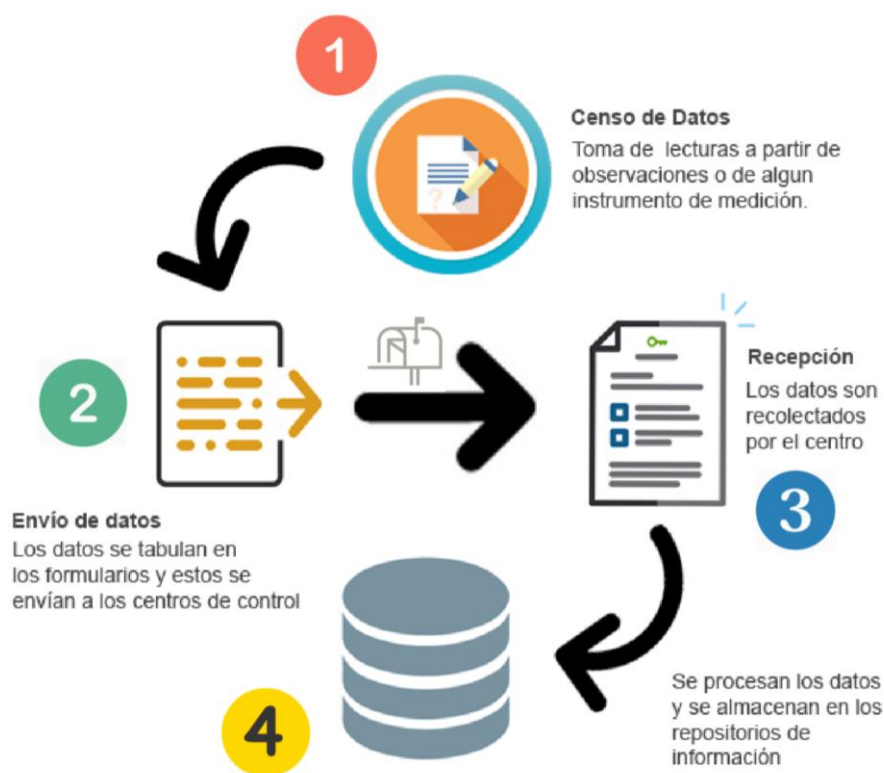 1
Censo de Datos
Toma de lecturas a partir de
observaciones o de algun
instrumento de medición.
2
Envío de datos
Los datos se tabulan en
los formularios y estos se
envían a los centros de control
?
Recepción
Los datos son
recolectados
por el centro
3
4
Se procesan los datos
y se almacenan en los
repositorios de
información